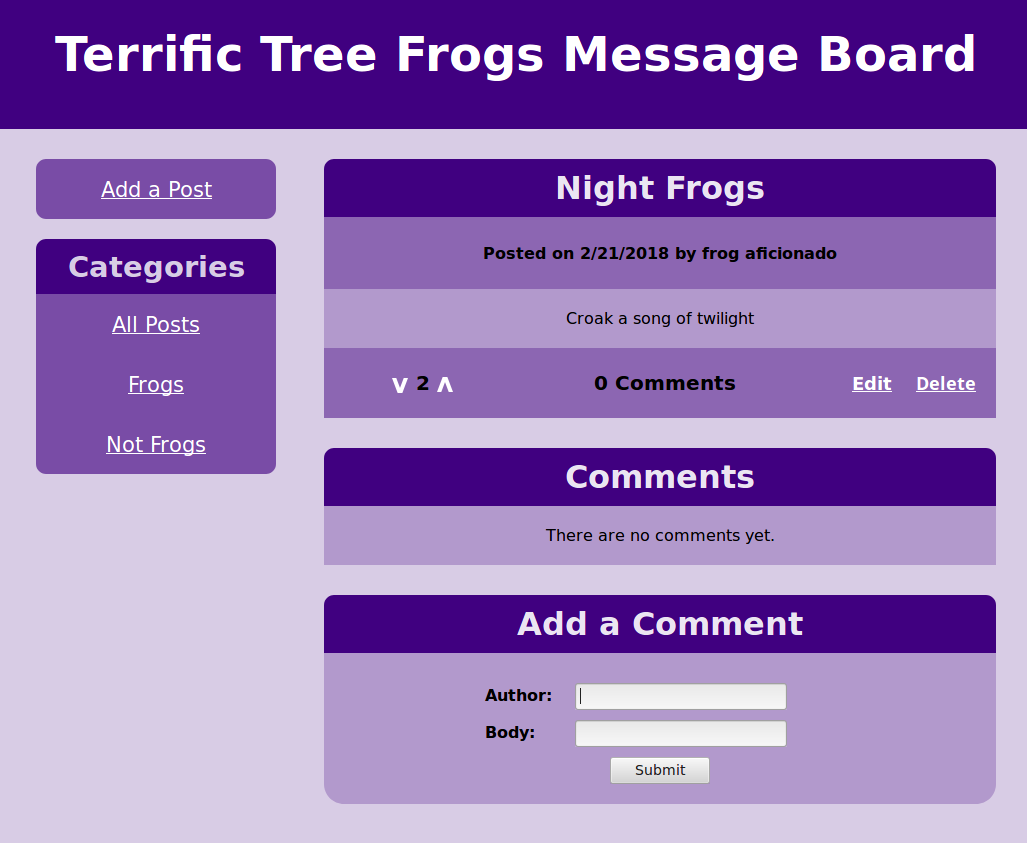 Terrific Tree Frogs Message Board
Add a Post
Categories
All Posts
Frogs
Not Frogs
Night Frogs
Posted on 2/21/2018 by frog aficionado
Croak a song of twilight
v 2 ʌ 0 Comments Edit Delete
Comments
There are no comments yet.
Add a Comment
Author:
Body:
Submit